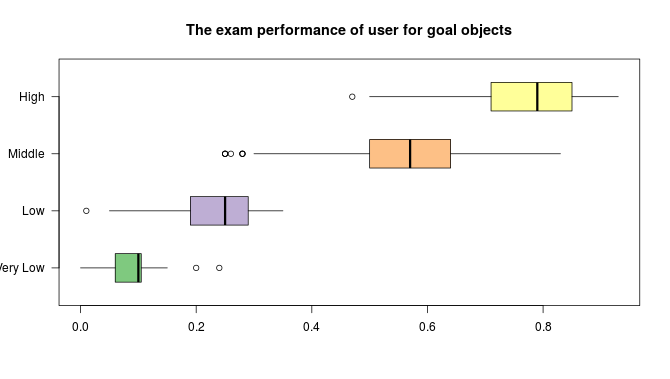 The exam performance of user for goal objects
High
Middle
Low
Very Low
0.0 0.2 0.4 0.6 0.8